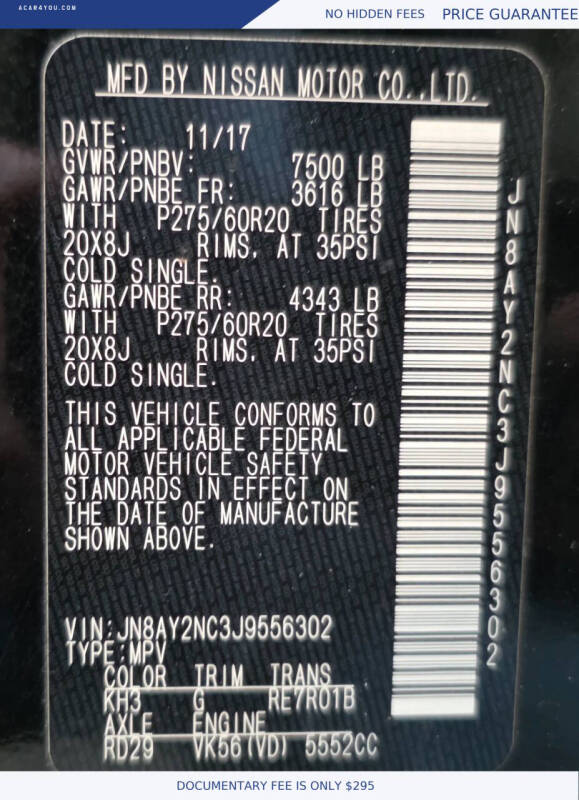 ACAR4YOU.COM
NO HIDDEN FEES PRICE GUARANTEE
MFD BY NISSAN MOTOR CO.,LTD.
DATE: 11/17
GVWR/PNBV: 7500 LB
GAWR/PNBE FR: 3616 LB
WITH P275/60R20 TIRES
20X8J RIMS. AT 35PSI
COLD SINGLE.
GAWR/PNBE RR: 4343 LB
WITH P275/60R20 TIRES
20X8J RIMS. AT 35PSI
COLD SINGLE.
THIS VEHICLE CONFORMS TO
ALL APPLICABLE FEDERAL
MOTOR VEHICLE SAFETY
STANDARDS IN EFFECT ON
THE DATE OF MANUFACTURE
SHOWN ABOVE.
VIN:JN8AY2NC3J9556302
TYPE:MPV
COLOR TRIM TRANS
KH3 G RE7R01B
AXLE ENGINE
RD29 VK56(VD) 5552CC
JN8AY2NC3J9556302
DOCUMENTARY FEE IS ONLY $295